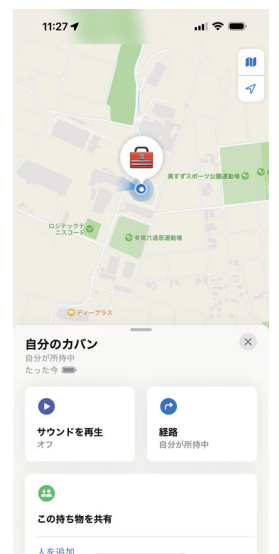 11:27
美すずスポーツ公園運動場
ロジテックテ
ニスコート
美篶六道原運動場
ディープラス
自分のカバン
自分が所持中
たった今
サウンドを再生
オフ
経路
自分が所持中
この持ち物を共有
人を追加